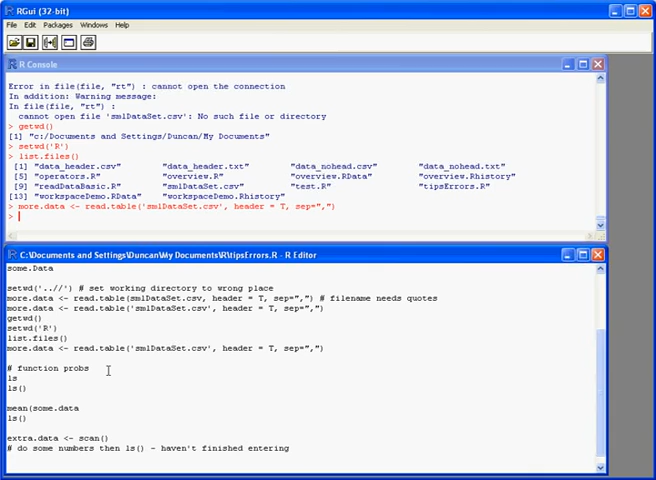 RGui (32-bit)
File Edit Packages Windows Help
R Console
Error in file(file, "rt") : cannot open the connection
In addition: Warning message:
In file(file, "rt") :
cannot open file 'smlDataSet.csv': No such file or directory
> getwd()
[1] "c:/Documents and Settings/Duncan/My Documents"
> setwd('R')
> list.files()
[1] "data_header.csv" "data_header.txt" "data_nohead.csv" "data_nohead.txt"
[5] "operators.R" "overview.R" "overview.RData" "overview.Rhistory"
[9] "readDataBasic.R" "smlDataSet.csv" "test.R" "tipsErrors.R"
[13] "workspaceDemo.RData" "workspaceDemo.Rhistory"
> more.data <- read.table('smlDataSet.csv', header = T, sep=",")
>
C:\Documents and Settings\Duncan\My Documents\R\tipsErrors.R - R Editor
some.Data
setwd('..//') # set working directory to wrong place
more.data <- read.table(smlDataSet.csv, header = T, sep=",") # filename needs quotes
more.data <- read.table('smlDataSet.csv', header = T, sep=",")
getwd()
setwd('R')
list.files()
more.data <- read.table('smlDataSet.csv', header = T, sep=",")
# function probs
ls
ls()
mean(some.data
ls()
extra.data <- scan()
# do some numbers then ls() - haven't finished entering